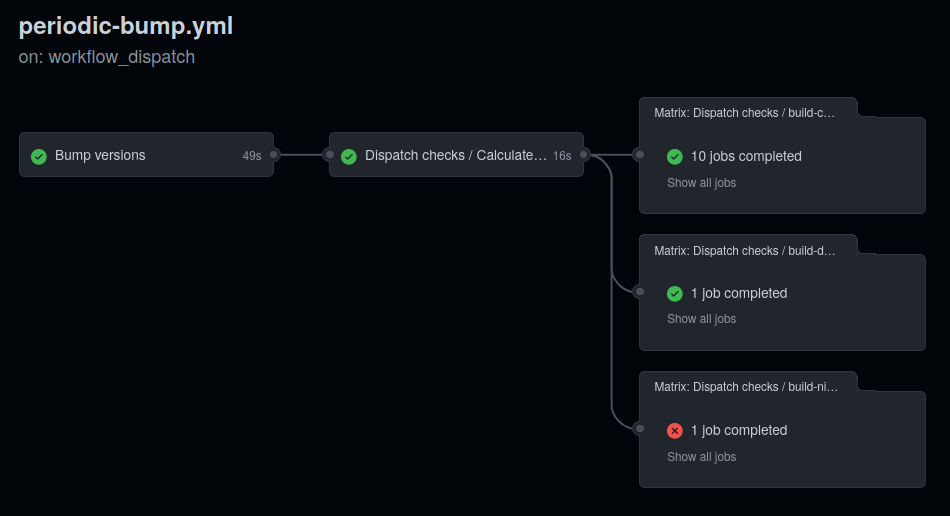 periodic-bump.yml
on: workflow_dispatch
Bump versions 49s
Dispatch checks / Calculate... 16s
Matrix: Dispatch checks / build-c...
10 jobs completed
Show all jobs
Matrix: Dispatch checks / build-d...
1 job completed
Show all jobs
Matrix: Dispatch checks / build-ni...
1 job completed
Show all jobs